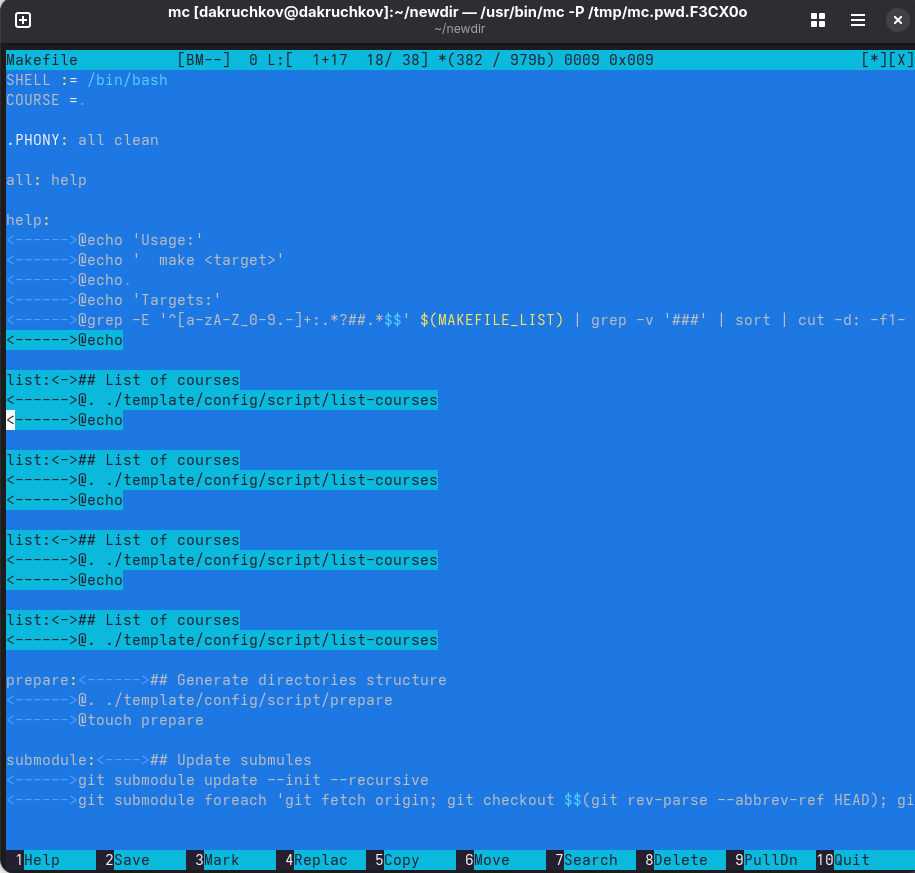 mc [dakruchkov@dakruchkov]:~/newdir — /usr/bin/mc -P /tmp/mc.pwd.F3CX0o
~/newdir
Makefile [BM--] 0 L:[ 1+17 18/ 38] *(382 / 979b) 0009 0x009 [*][X]
SHELL := /bin/bash
COURSE =.
.PHONY: all clean
all: help
help:
<------>@echo 'Usage:'
<------>@echo '  make <target>'
<------>@echo.
<------>@echo 'Targets:'
<------>@grep -E '^[a-zA-Z_0-9.-]+:.*?##.*$$' $(MAKEFILE_LIST) | grep -v '###' | sort | cut -d: -f1-
<------>@echo
list:<->## List of courses
<------>@. ./template/config/script/list-courses
<------>@echo
list:<->## List of courses
<------>@. ./template/config/script/list-courses
<------>@echo
list:<->## List of courses
<------>@. ./template/config/script/list-courses
<------>@echo
list:<->## List of courses
<------>@. ./template/config/script/list-courses
prepare:<------>## Generate directories structure
<------>@. ./template/config/script/prepare
<------>@touch prepare
submodule:<---->## Update submules
<------>git submodule update --init --recursive
<------>git submodule foreach 'git fetch origin; git checkout $$(git rev-parse --abbrev-ref HEAD); gi
1Help 2Save 3Mark 4Replac 5Copy 6Move 7Search 8Delete 9PullDn 10Quit